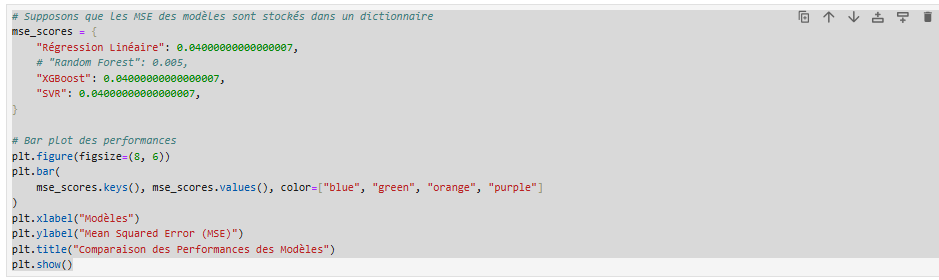 # Supposons que les MSE des modèles sont stockés dans un dictionnaire
mse_scores = {
    "Régression Linéaire": 0.04000000000000007,
    # "Random Forest": 0.005,
    "XGBoost": 0.04000000000000007,
    "SVR": 0.04000000000000007,
}

# Bar plot des performances
plt.figure(figsize=(8, 6))
plt.bar(
    mse_scores.keys(), mse_scores.values(), color=["blue", "green", "orange", "purple"]
)
plt.xlabel("Modèles")
plt.ylabel("Mean Squared Error (MSE)")
plt.title("Comparaison des Performances des Modèles")
plt.show()